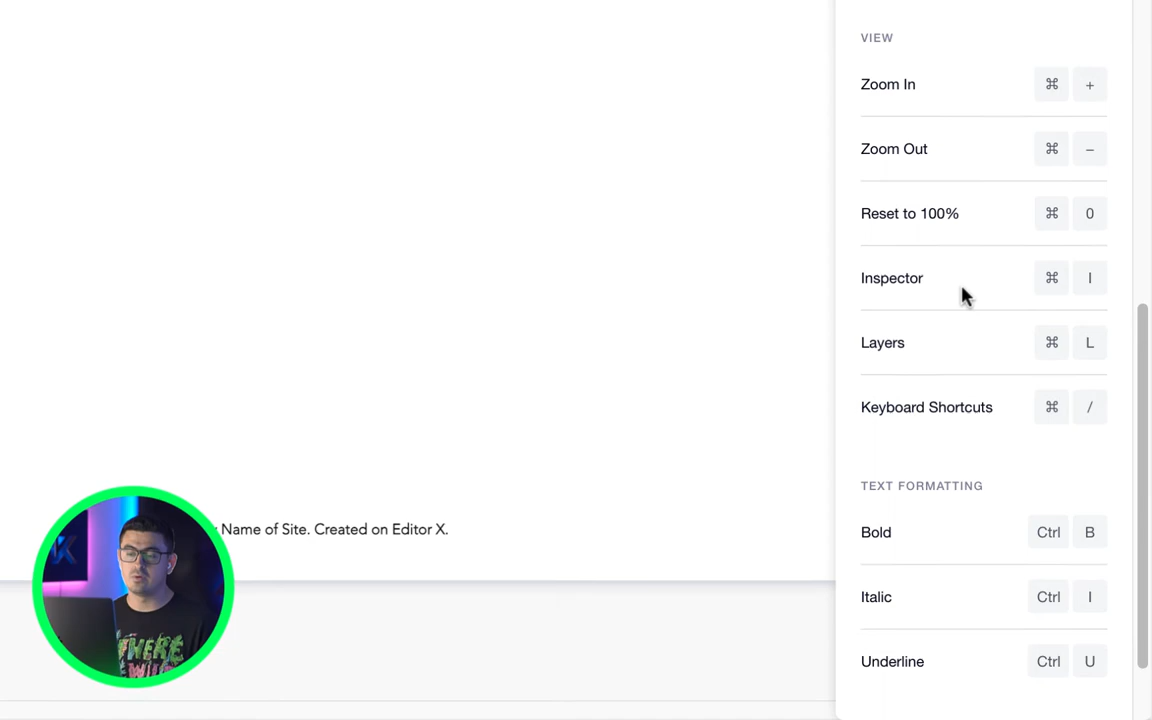 VIEW
Zoom In ⌘ +
Zoom Out ⌘ –
Reset to 100% ⌘ 0
Inspector ⌘ I
Layers ⌘ L
Keyboard Shortcuts ⌘ /
TEXT FORMATTING
Bold Ctrl B
Name of Site. Created on Editor X.
Italic Ctrl I
Underline Ctrl U
THERE